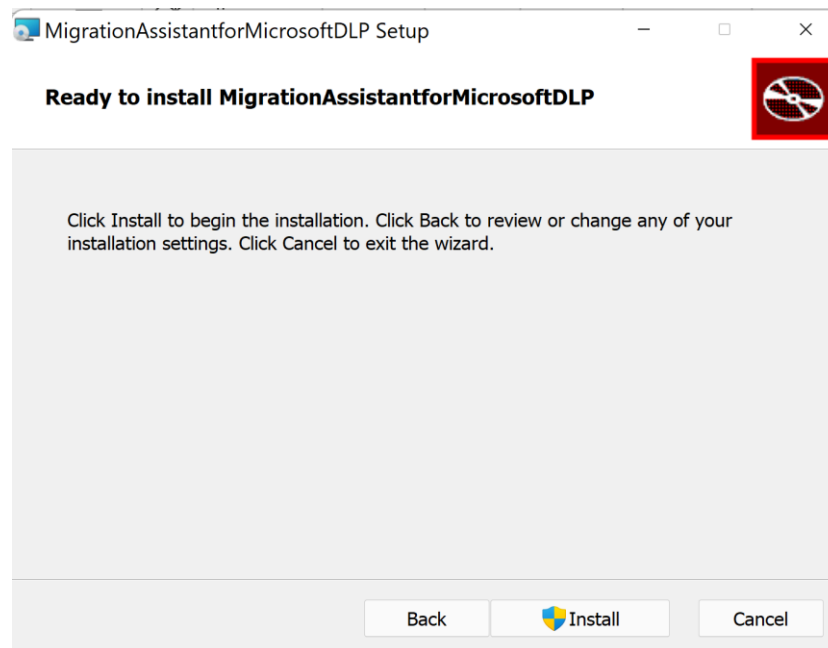 MigrationAssistantforMicrosoftDLP Setup
Ready to install MigrationAssistantforMicrosoftDLP
Click Install to begin the installation. Click Back to review or change any of your
installation settings. Click Cancel to exit the wizard.
Back
Install
Cancel